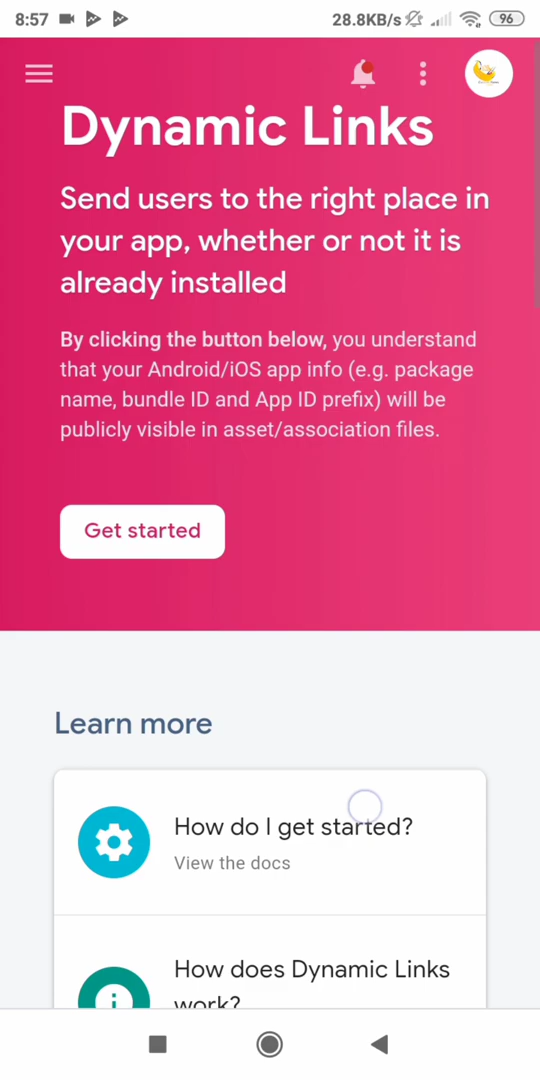 8:57
28.8KB/s
96
Dynamic Links
Send users to the right place in
your app, whether or not it is
already installed
By clicking the button below, you understand
that your Android/iOS app info (e.g. package
name, bundle ID and App ID prefix) will be
publicly visible in asset/association files.
Get started
Learn more
How do I get started?
View the docs
How does Dynamic Links
work?